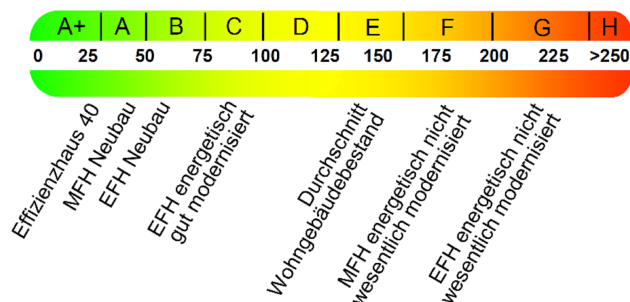 A+ A B C D E F G H
0 25 50 75 100 125 150 175 200 225 >250
Effizienzhaus 40
MFH Neubau
EFH Neubau
EFH energetisch
gut modernisiert
Durchschnitt
Wohngebäudebestand
MFH energetisch nicht
wesentlich modernisiert
EFH energetisch nicht
wesentlich modernisiert